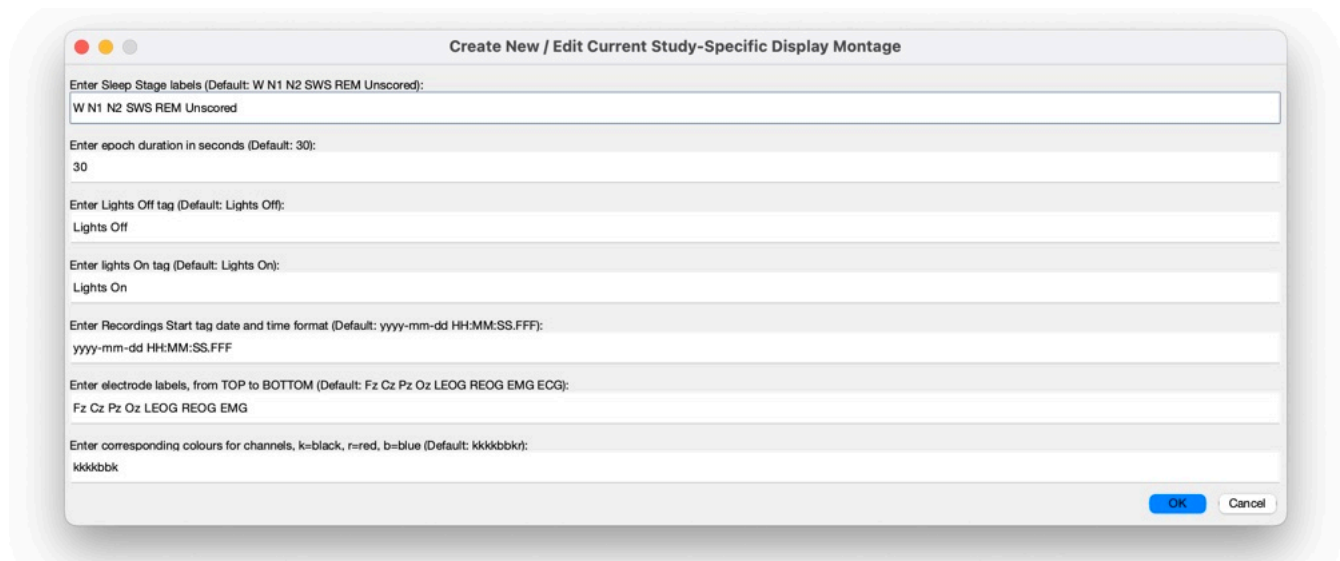 Create New / Edit Current Study-Specific Display Montage
Enter Sleep Stage labels (Default: W N1 N2 SWS REM Unscored):
W N1 N2 SWS REM Unscored
Enter epoch duration in seconds (Default: 30):
30
Enter Lights Off tag (Default: Lights Off):
Lights Off
Enter lights On tag (Default: Lights On):
Lights On
Enter Recordings Start tag date and time format (Default: yyyy-mm-dd HH:MM:SS.FFF):
yyyy-mm-dd HH:MM:SS.FFF
Enter electrode labels, from TOP to BOTTOM (Default: Fz Cz Pz Oz LEOG REOG EMG ECG):
Fz Cz Pz Oz LEOG REOG EMG
Enter corresponding colours for channels, k=black, r=red, b=blue (Default: kkkkbbkr):
kkkkbbk
OK Cancel